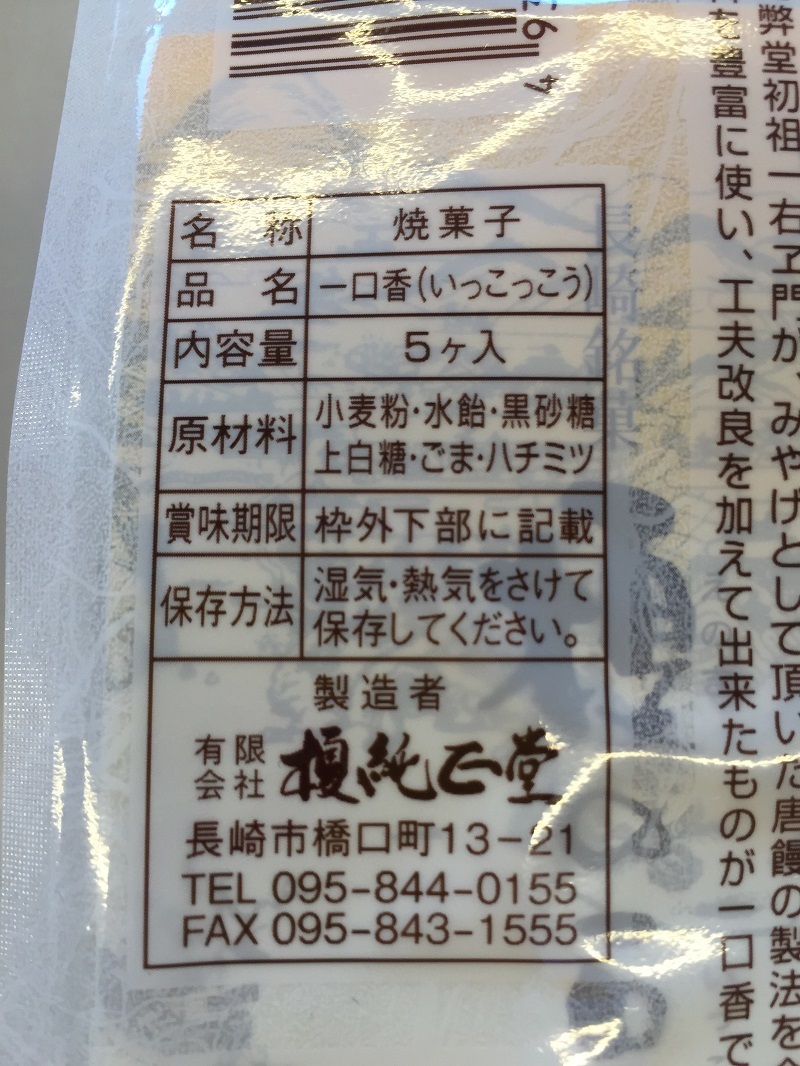 名称 焼菓子
品名 一口香(いっこっこう)
内容量 5ヶ入
原材料 小麦粉・水飴・黒砂糖
上白糖・ごま・ハチミツ
賞味期限 枠外下部に記載
保存方法 湿気・熱気をさけて
保存してください。
製造者
有限会社 榎純正堂
長崎市橋口町13-21
TEL 095-844-0155
FAX 095-843-1555
弊堂初祖一右ヱ門が、みやげとして頂いた唐饅の製法を
を豊富に使い、工夫改良を加えて出来たものが一口香で
長崎銘菓